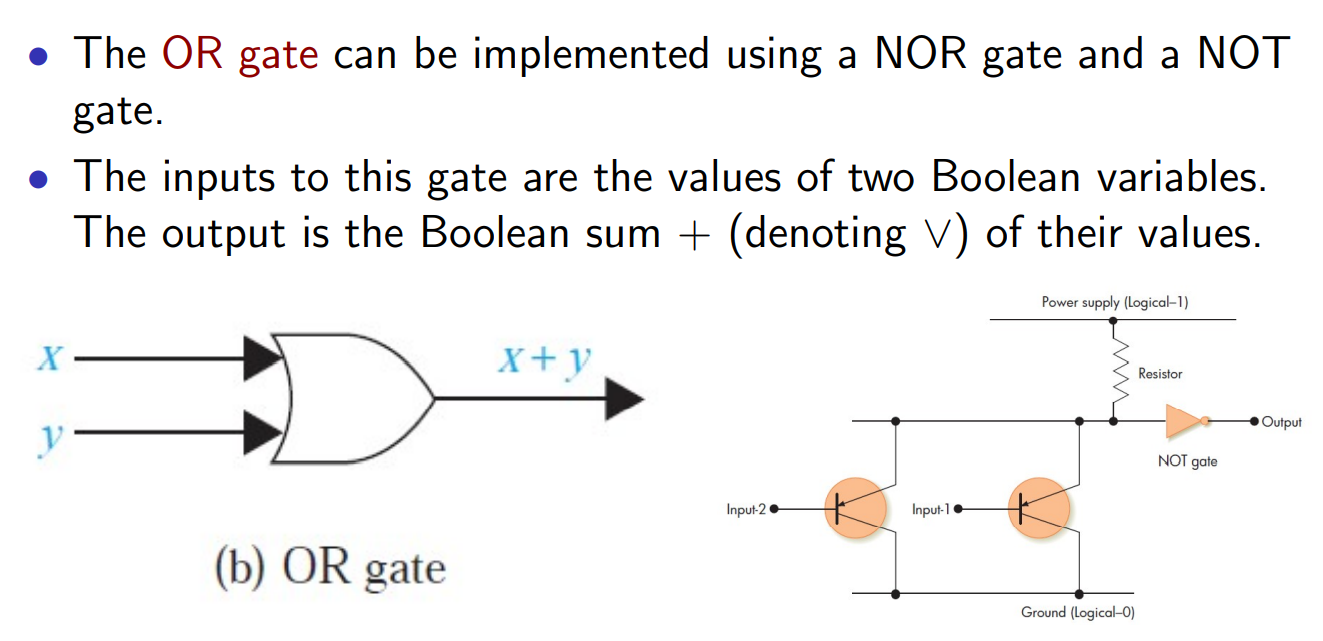 • The OR gate can be implemented using a NOR gate and a NOT
gate.
• The inputs to this gate are the values of two Boolean variables.
The output is the Boolean sum + (denoting ∨) of their values.
x
y
x + y
(b) OR gate
Power supply (Logical–1)
Resistor
Output
NOT gate
Input-2
Input-1
Ground (Logical–0)